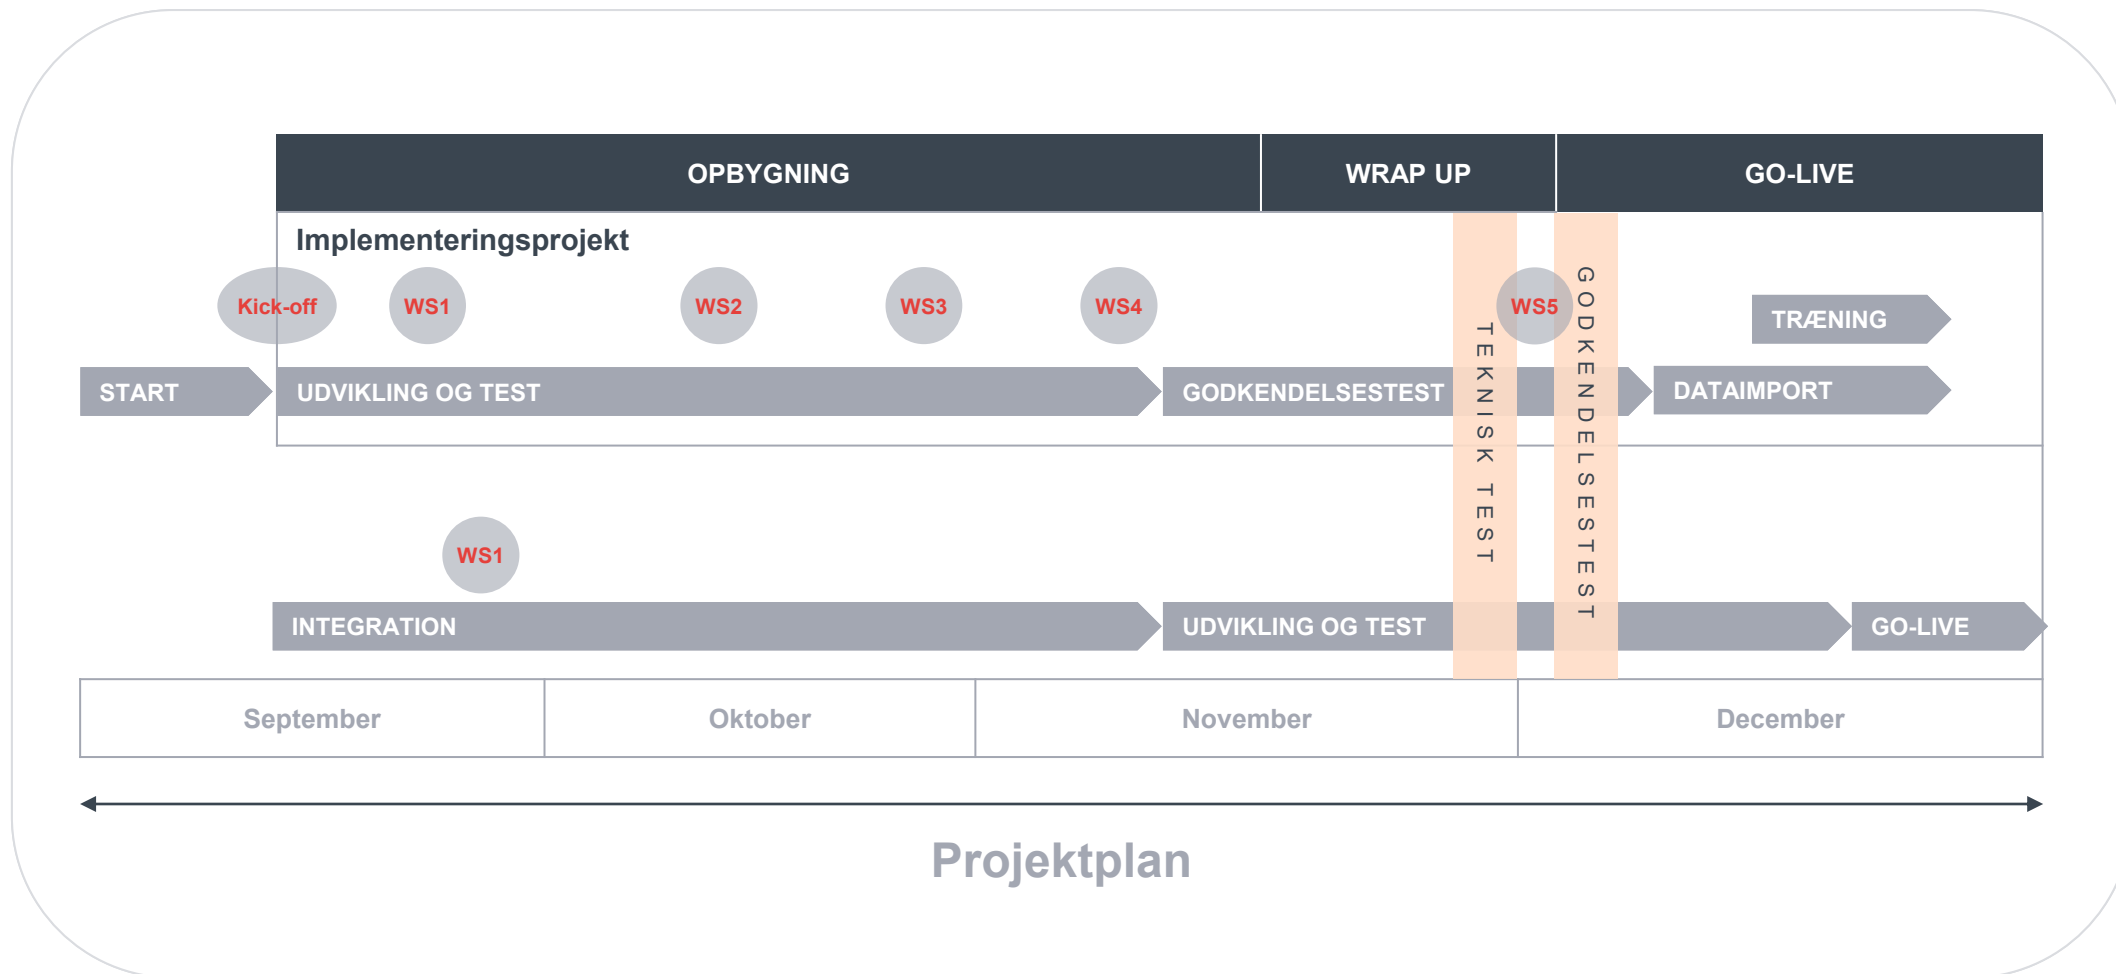 OPBYGNING
WRAP UP
GO-LIVE
Implementeringsprojekt
Kick-off
WS1
WS2
WS3
WS4
WS5
TRÆNING
START
UDVIKLING OG TEST
GODKENDELSESTEST
DATAIMPORT
TEKNISK TEST
GODKENDELSESTEST
WS1
INTEGRATION
UDVIKLING OG TEST
GO-LIVE
September
Oktober
November
December
Projektplan